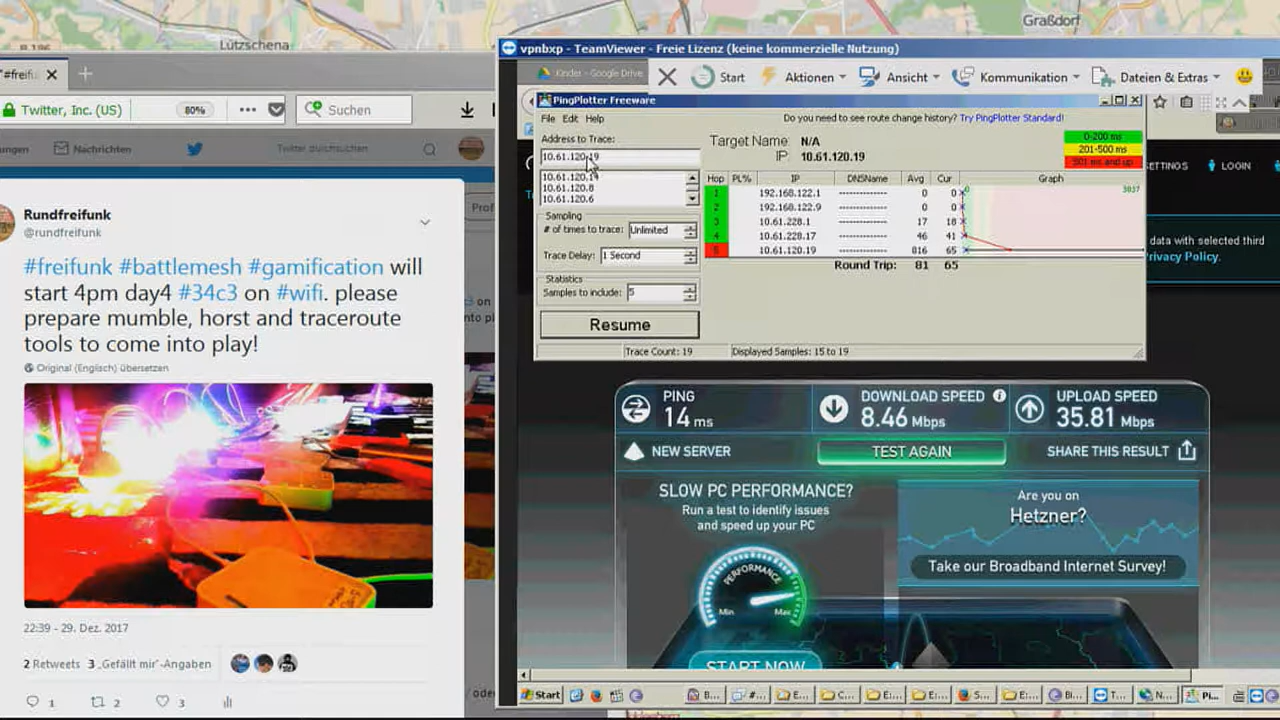 Graßdorf
Lützschena
vpnbxp - TeamViewer - Freie Lizenz (keine kommerzielle Nutzung)
"#freifu
Twitter, Inc. (US)
80%
Suchen
Nachrichten
Twitter durchsuchen
Rundfreifunk
@rundfreifunk
#freifunk #battlemesh #gamification will
start 4pm day4 #34c3 on #wifi. please
prepare mumble, horst and traceroute
tools to come into play!
Original (Englisch) übersetzen
22:39 - 29. Dez. 2017
2 Retweets 3 „Gefällt mir“-Angaben
1 2 3
Kinder - Google Drive
Start
Aktionen
Ansicht
Kommunikation
Dateien & Extras
PingPlotter Freeware
File Edit Help
Do you need to see route change history? Try PingPlotter Standard!
Address to Trace:
10.61.120.19
10.61.120.19
10.61.120.8
10.61.120.6
Sampling
# of times to trace: Unlimited
Trace Delay: 1 Second
Statistics
Samples to include: 5
Resume
Target Name: N/A
IP: 10.61.120.19
0-200 ms
201-500 ms
501 ms and up
Hop PL% IP DNSName Avg Cur Graph
1 192.168.122.1 ------------- 0 0 0 3037
2 192.168.122.9 ------------- 0 0
3 10.61.228.1 ------------- 17 18
4 10.61.228.17 ------------- 46 41
5 10.61.120.19 ------------- 816 65
Round Trip: 81 65
Trace Count: 19
Displayed Samples: 15 to 19
SETTINGS
LOGIN
data with selected third
Privacy Policy.
PING
14 ms
DOWNLOAD SPEED
8.46 Mbps
UPLOAD SPEED
35.81 Mbps
NEW SERVER
TEST AGAIN
SHARE THIS RESULT
SLOW PC PERFORMANCE?
Run a test to identify issues
and speed up your PC
PERFORMANCE
Min
Max
START NOW
Are you on
Hetzner?
Take our Broadband Internet Survey!
Start
B...
#...
E...
C...
E...
E...
S...
E...
Bl...
T...
N...
Pi...